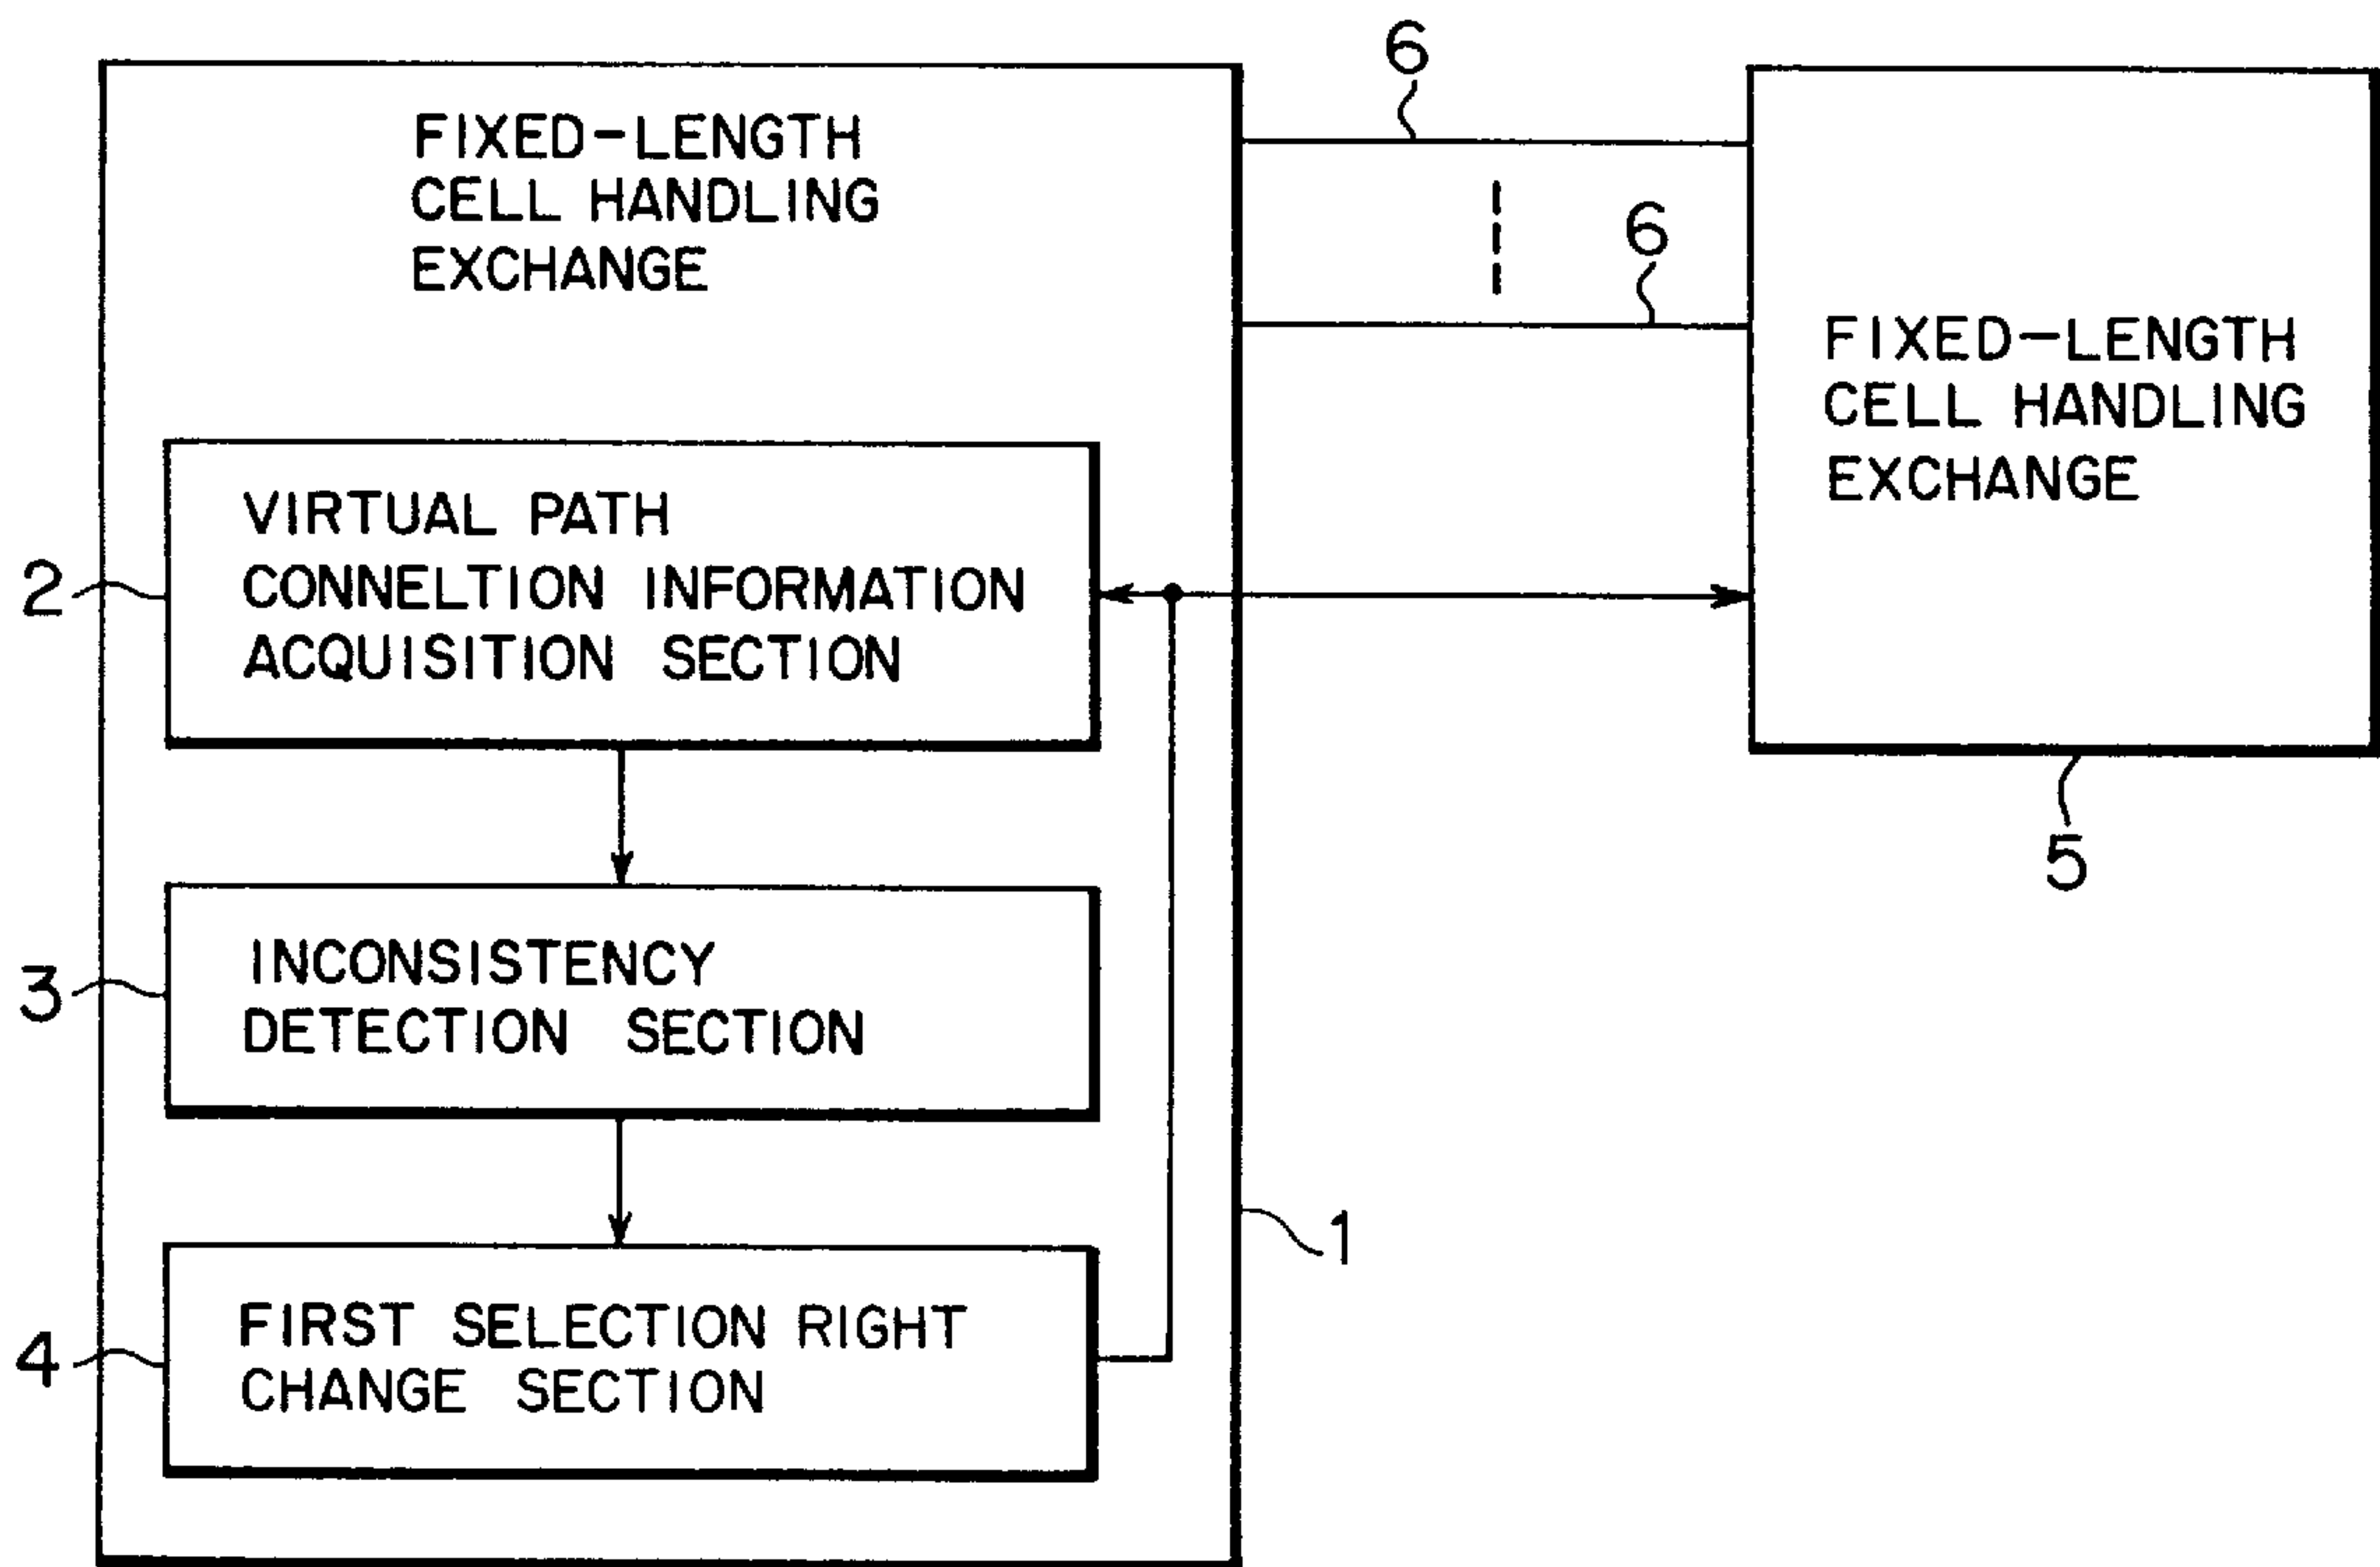 6
FIXED-LENGTH
CELL HANDLING
EXCHANGE
6
FIXED-LENGTH
CELL HANDLING
EXCHANGE
VIRTUAL PATH
CONNELTION INFORMATION
ACQUISITION SECTION
2
5
INCONSISTENCY
DETECTION SECTION
3
1
FIRST SELECTION RIGHT
CHANGE SECTION
4